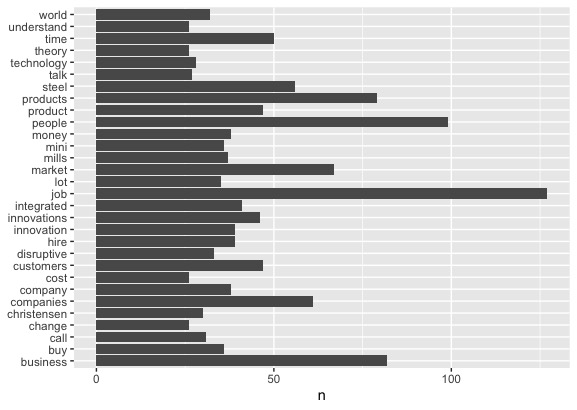 world
understand
time
theory
technology
talk
steel
products
product
people
money
mini
mills
market
lot
job
integrated
innovations
innovation
hire
disruptive
customers
cost
company
companies
christensen
change
call
buy
business
0 50 100
n